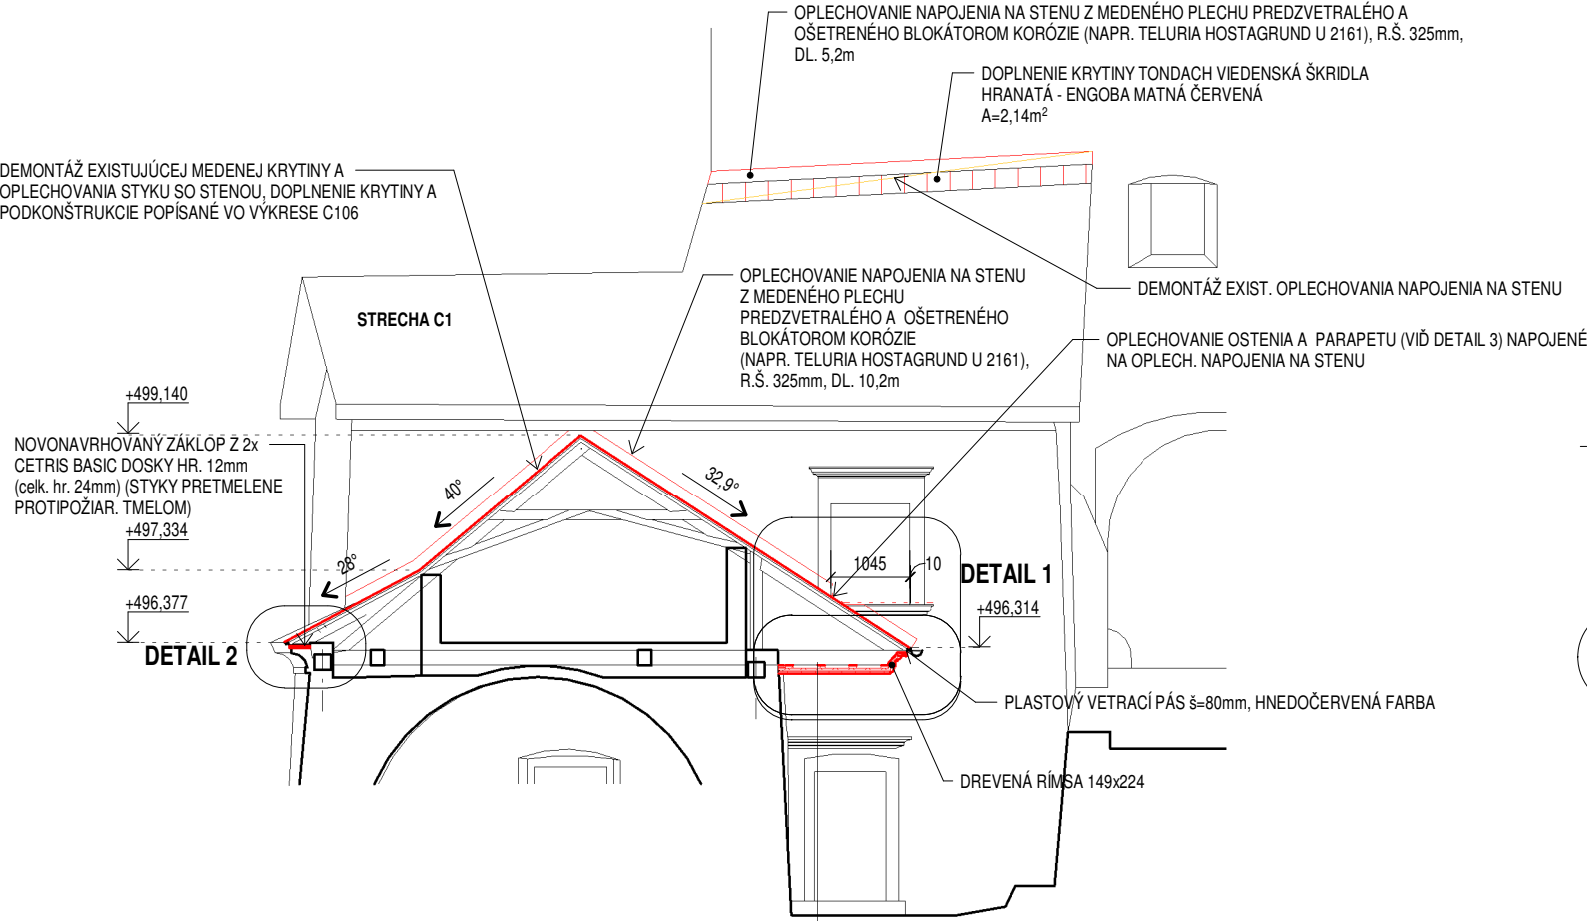 OPLECHOVANIE NAPOJENIA NA STENU Z MEDENÉHO PLECHU PREDZVETRALÉHO A
OŠETRENÉHO BLOKÁTOROM KORÓZIE (NAPR. TELURIA HOSTAGRUND U 2161), R.Š. 325mm,
DL. 5,2m
DOPLNENIE KRYTINY TONDACH VIEDENSKÁ ŠKRIDLA
HRANATÁ - ENGOBA MATNÁ ČERVENÁ
A=2,14m²
DEMONTÁŽ EXISTUJÚCEJ MEDENEJ KRYTINY A
OPLECHOVANIA STYKU SO STENOU, DOPLNENIE KRYTINY A
PODKONŠTRUKCIE POPÍSANÉ VO VÝKRESE C106
OPLECHOVANIE NAPOJENIA NA STENU
Z MEDENÉHO PLECHU
PREDZVETRALÉHO A OŠETRENÉHO
BLOKÁTOROM KORÓZIE
(NAPR. TELURIA HOSTAGRUND U 2161),
R.Š. 325mm, DL. 10,2m
DEMONTÁŽ EXIST. OPLECHOVANIA NAPOJENIA NA STENU
STRECHA C1
OPLECHOVANIE OSTENIA A PARAPETU (VIĎ DETAIL 3) NAPOJENÉ
NA OPLECH. NAPOJENIA NA STENU
+499,140
NOVONAVRHOVANÝ ZÁKLOP Z 2x
CETRIS BASIC DOSKY HR. 12mm
(celk. hr. 24mm) (STYKY PRETMELENE
PROTIPOŽIAR. TMELOM)
40°
32,9°
+497,334
28°
1045
10
DETAIL 1
+496,377
+496,314
DETAIL 2
PLASTOVÝ VETRACÍ PÁS š=80mm, HNEDOČERVENÁ FARBA
DREVENÁ RÍMSA 149x224